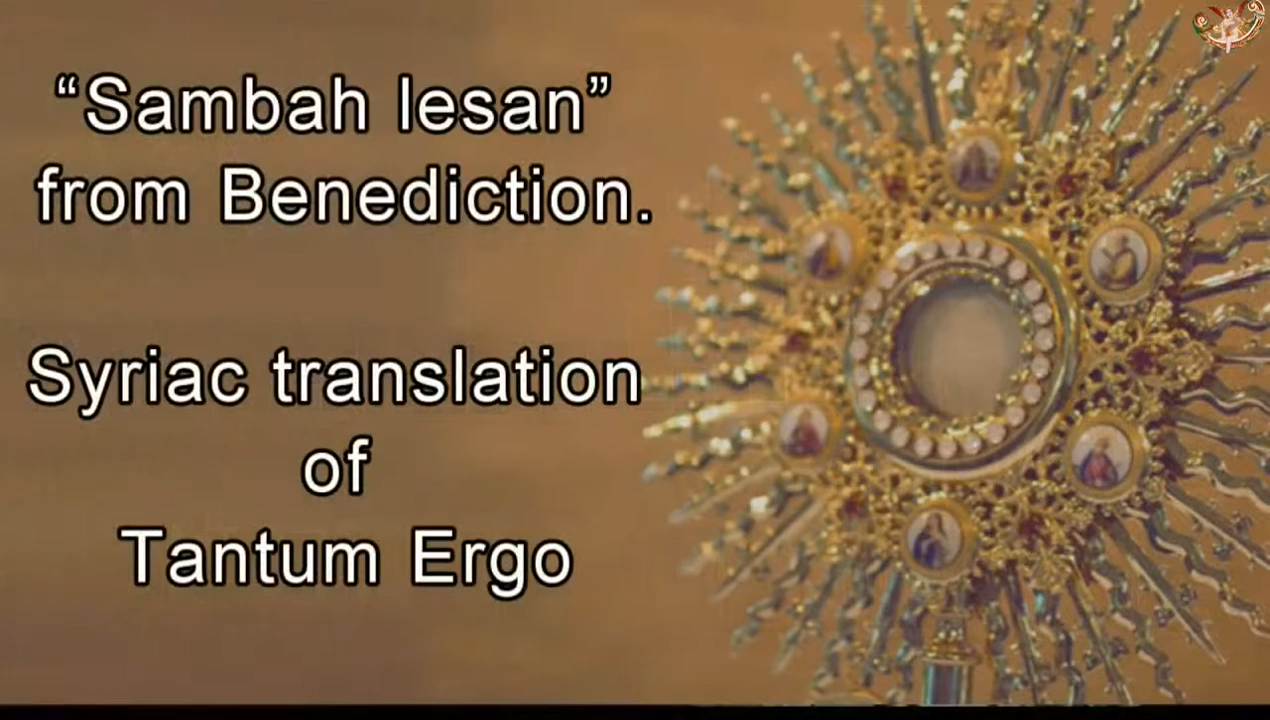 “Sambah lesan”
from Benediction.
Syriac translation
of
Tantum Ergo